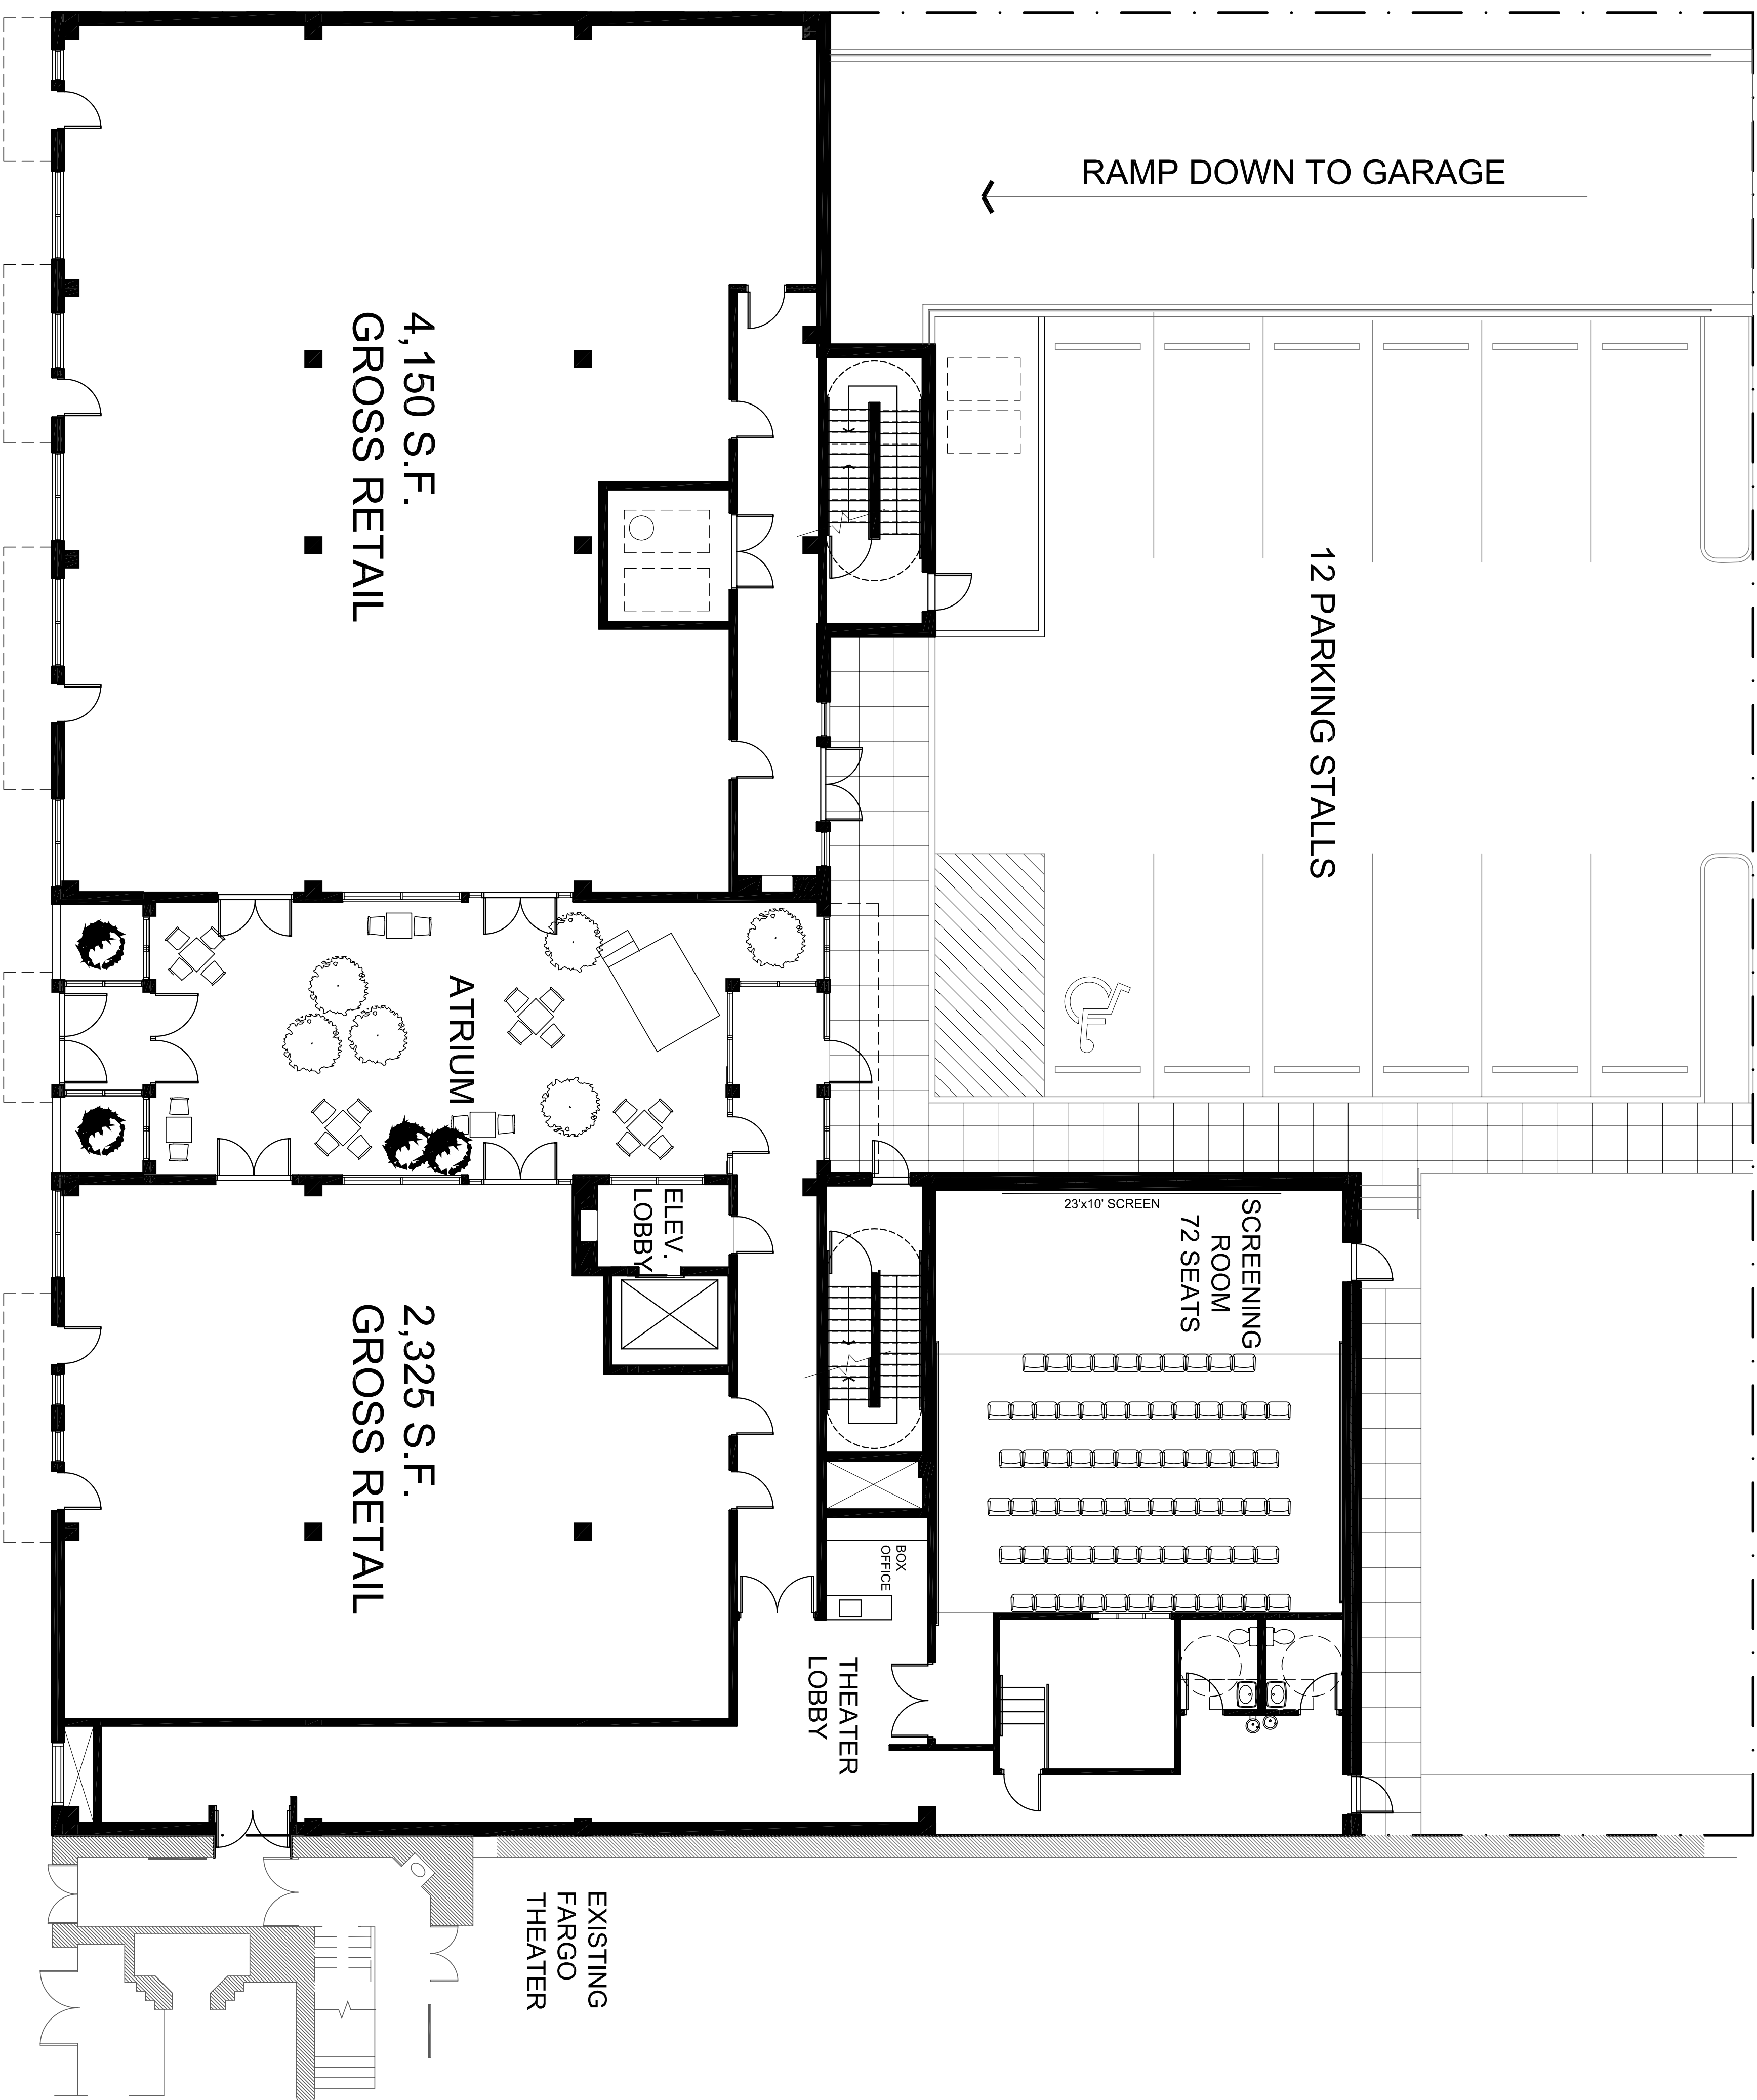 RAMP DOWN TO GARAGE
4,150 S.F.
GROSS RETAIL
12 PARKING STALLS
ATRIUM
ELEV.
LOBBY
23'x10' SCREEN
SCREENING
ROOM
72 SEATS
2,325 S.F.
GROSS RETAIL
BOX
OFFICE
THEATER
LOBBY
EXISTING
FARGO
THEATER